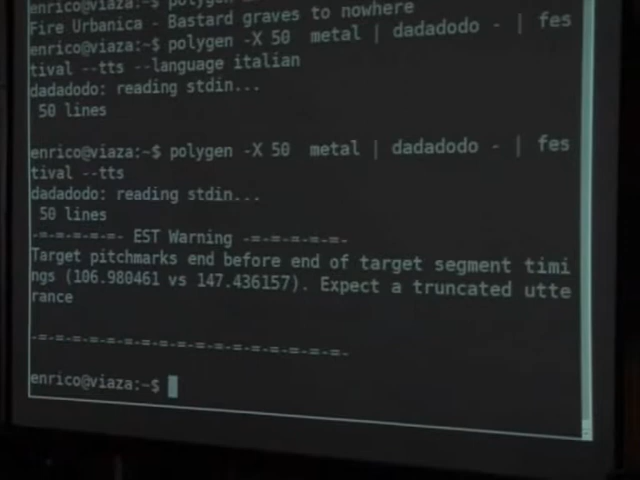 enrico@viaza:~$ polygen
Fire Urbanica - Bastard graves to nowhere
enrico@viaza:~$ polygen -X 50  metal | dadadodo - | fes
tival --tts --language italian
dadadodo: reading stdin...
 50 lines

enrico@viaza:~$ polygen -X 50  metal | dadadodo - | fes
tival --tts
dadadodo: reading stdin...
 50 lines
-=-=-=-=-=- EST Warning -=-=-=-=-=-
Target pitchmarks end before end of target segment timi
ngs (106.980461 vs 147.436157). Expect a truncated utte
rance

-=-=-=-=-=-=-=-=-=-=-=-=-=-=-=-=-=-

enrico@viaza:~$